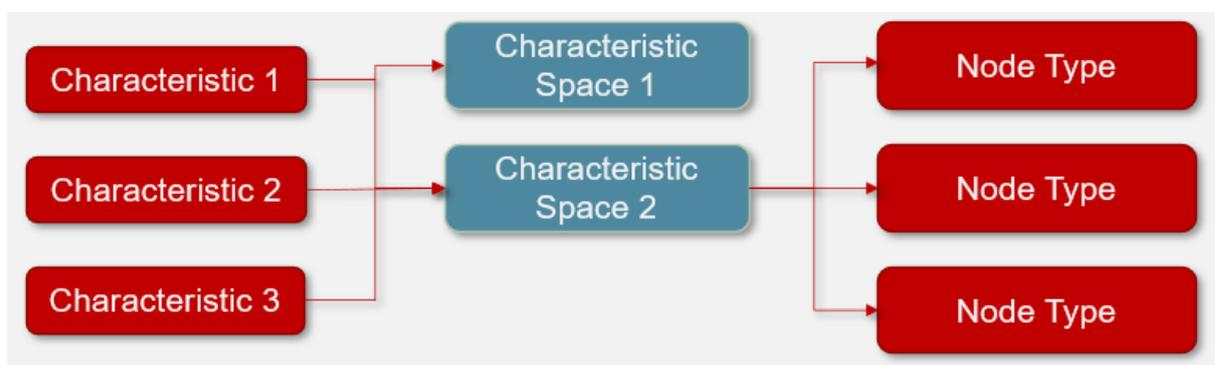 Characteristic 1
Characteristic 2
Characteristic 3
Characteristic
Space 1
Characteristic
Space 2
Node Type
Node Type
Node Type